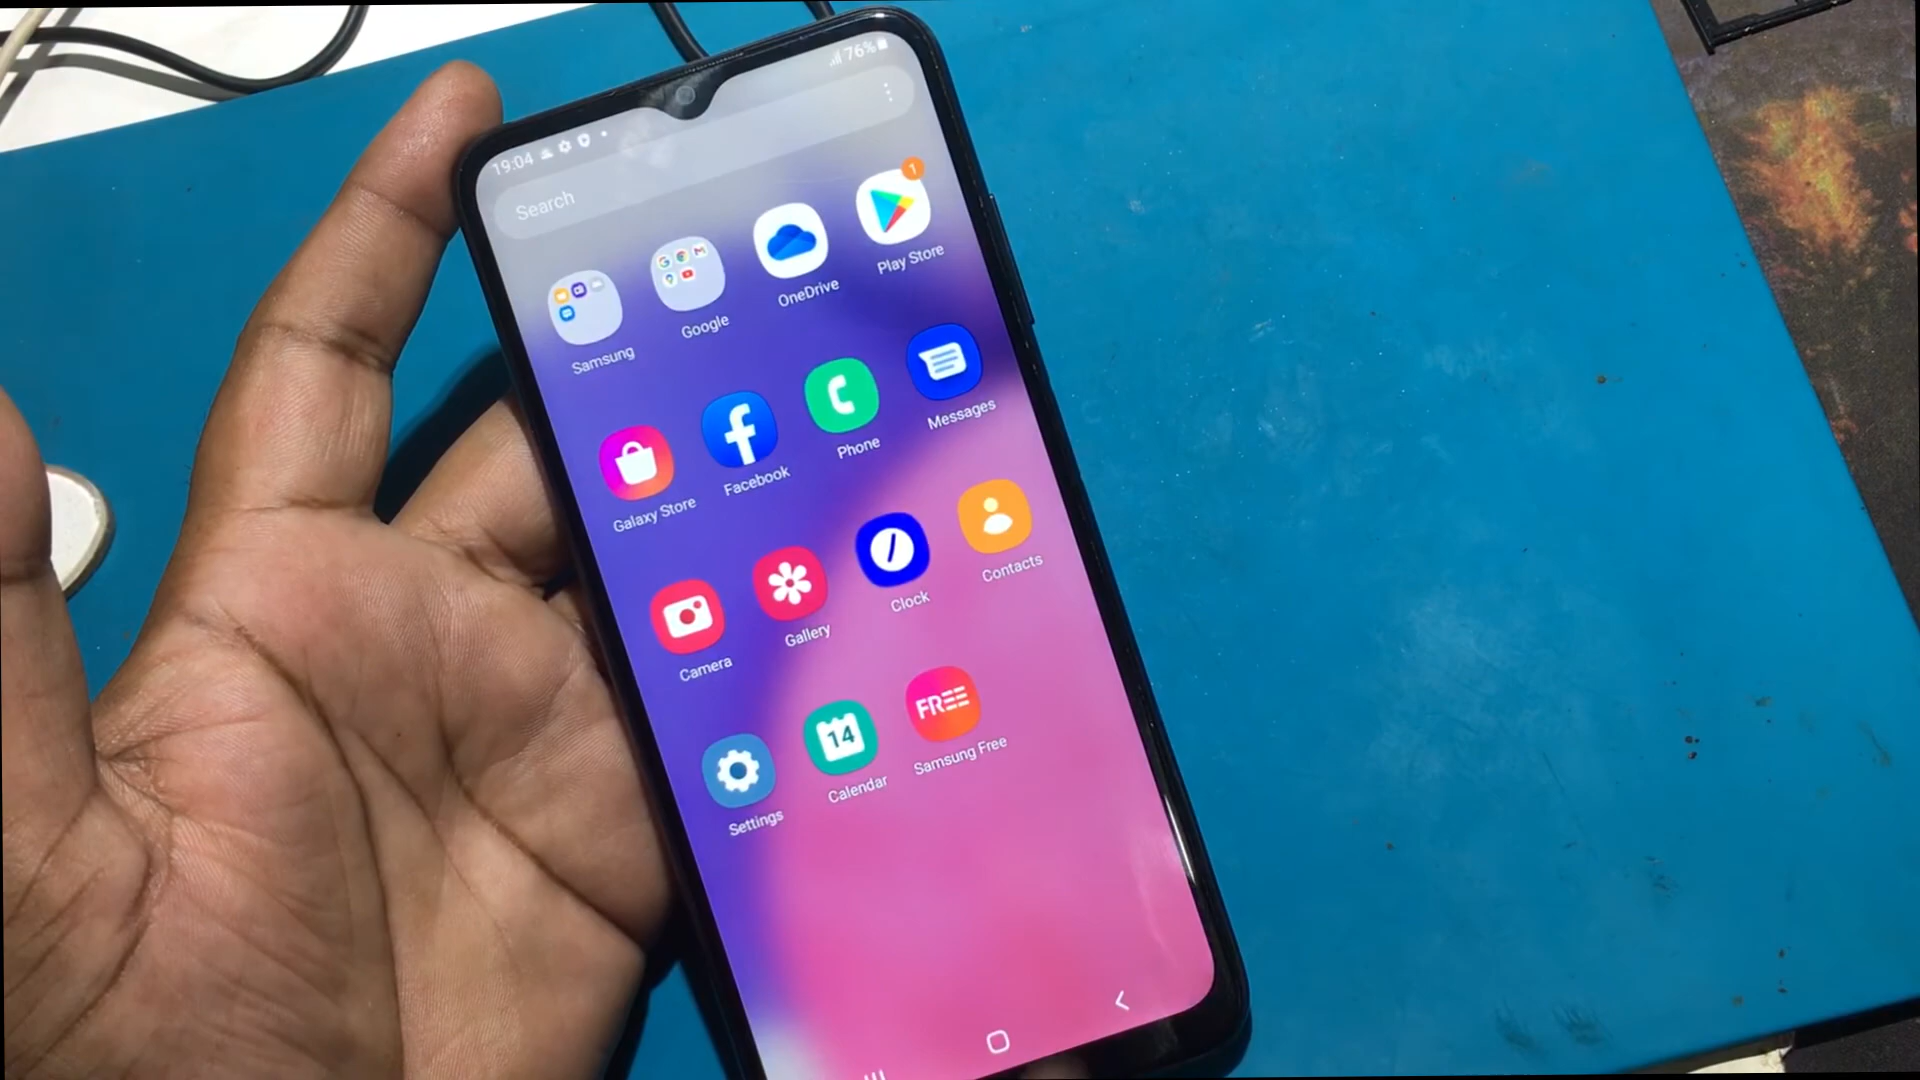 19:04
76%
Search
Samsung
Google
OneDrive
1
Play Store
Galaxy Store
Facebook
Phone
Messages
Camera
Gallery
Clock
Contacts
Settings
14
Calendar
FREE
Samsung Free